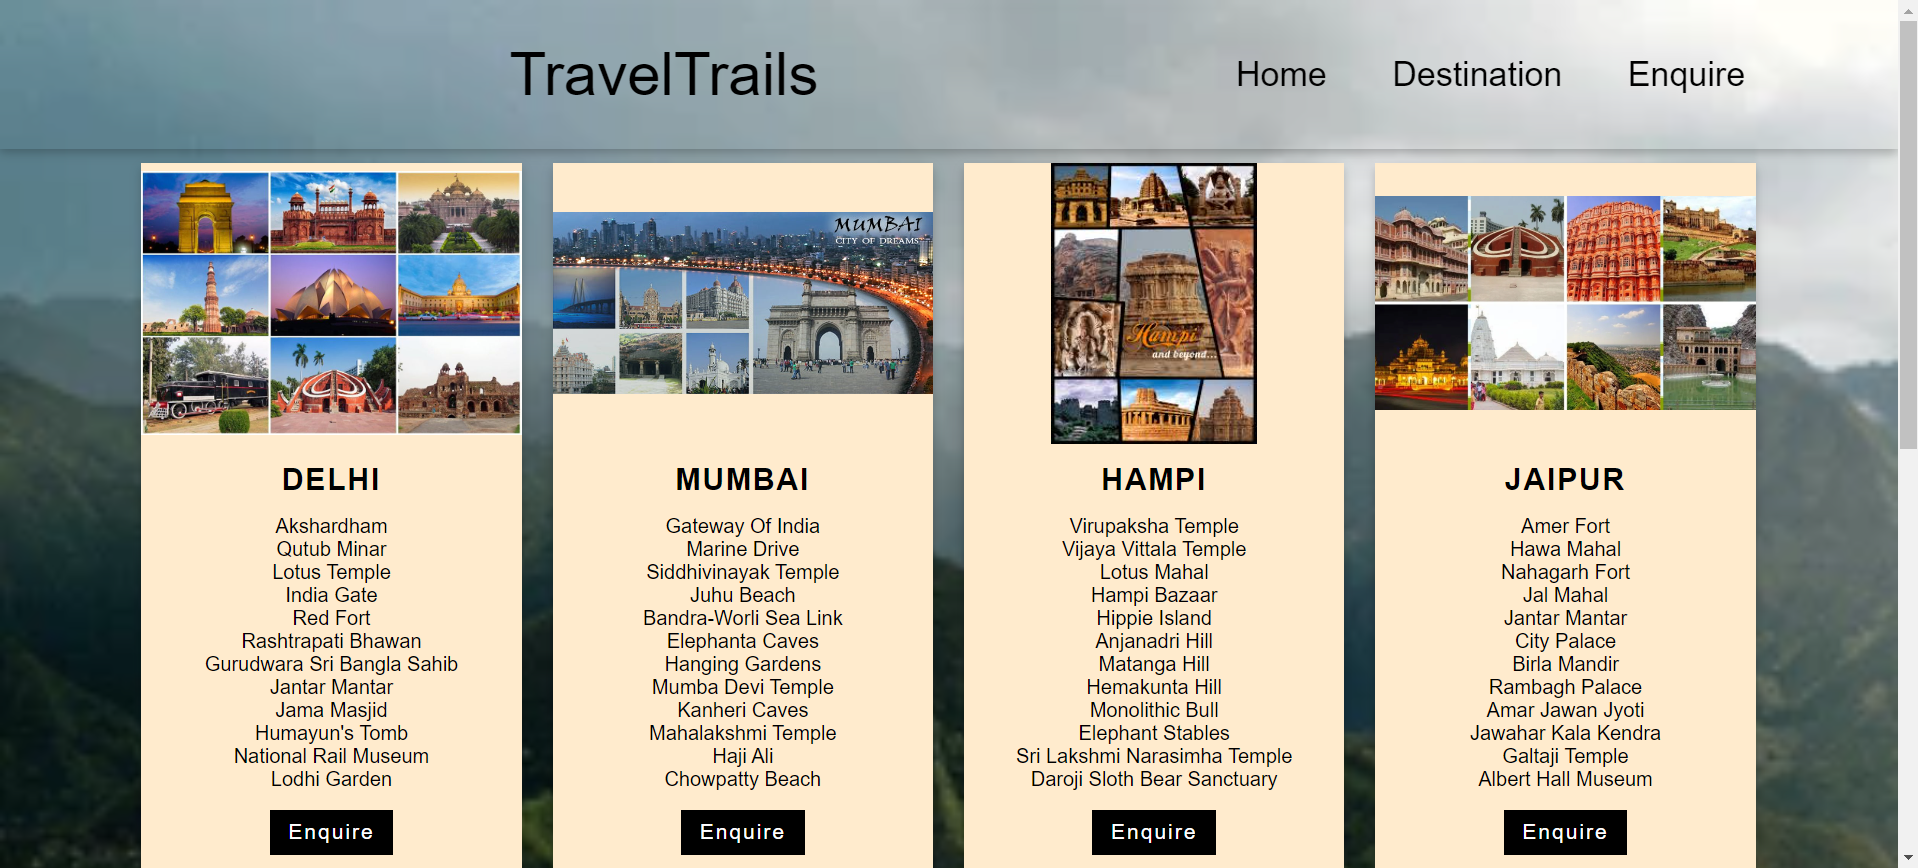 TravelTrails
Home
Destination
Enquire
MUMBAI
CITY OF DREAMS
Hampi
and beyond...
DELHI
Akshardham
Qutub Minar
Lotus Temple
India Gate
Red Fort
Rashtrapati Bhawan
Gurudwara Sri Bangla Sahib
Jantar Mantar
Jama Masjid
Humayun's Tomb
National Rail Museum
Lodhi Garden
Enquire
MUMBAI
Gateway Of India
Marine Drive
Siddhivinayak Temple
Juhu Beach
Bandra-Worli Sea Link
Elephanta Caves
Hanging Gardens
Mumba Devi Temple
Kanheri Caves
Mahalakshmi Temple
Haji Ali
Chowpatty Beach
Enquire
HAMPI
Virupaksha Temple
Vijaya Vittala Temple
Lotus Mahal
Hampi Bazaar
Hippie Island
Anjanadri Hill
Matanga Hill
Hemakunta Hill
Monolithic Bull
Elephant Stables
Sri Lakshmi Narasimha Temple
Daroji Sloth Bear Sanctuary
Enquire
JAIPUR
Amer Fort
Hawa Mahal
Nahagarh Fort
Jal Mahal
Jantar Mantar
City Palace
Birla Mandir
Rambagh Palace
Amar Jawan Jyoti
Jawahar Kala Kendra
Galtaji Temple
Albert Hall Museum
Enquire